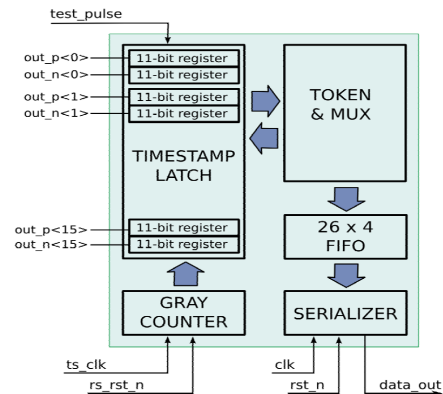 test_pulse
out_p<0>
11-bit register
out_n<0>
11-bit register
out_p<1>
11-bit register
out_n<1>
11-bit register
TOKEN
& MUX
TIMESTAMP
LATCH
11-bit register
out_p<15>
out_n<15>
11-bit register
26 x 4
FIFO
GRAY
COUNTER
SERIALIZER
ts_clk
clk
rs_rst_n
rst_n
data_out